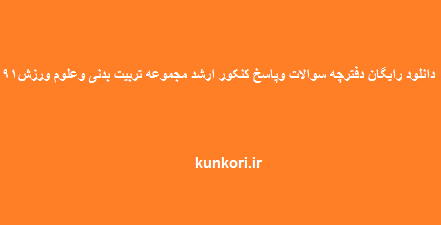 دانلود رایگان دفترچه سوالات وپاسخ کنکور ارشد مجموعه تربیت بدنی وعلوم ورزش۹۱
kunkori.ir